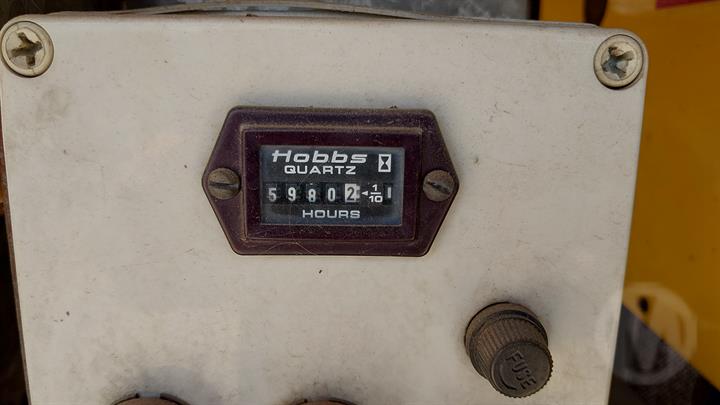 Hobbs
QUARTZ
59802 1/10
HOURS
FUSE